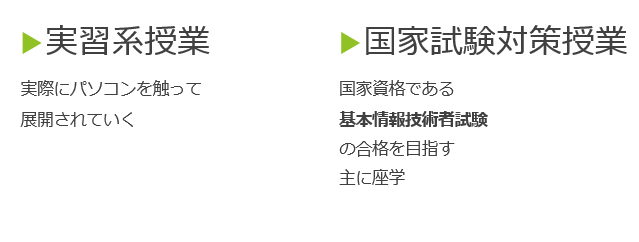 ▶実習系授業
実際にパソコンを触って
展開されていく
▶国家試験対策授業
国家資格である
基本情報技術者試験
の合格を目指す
主に座学